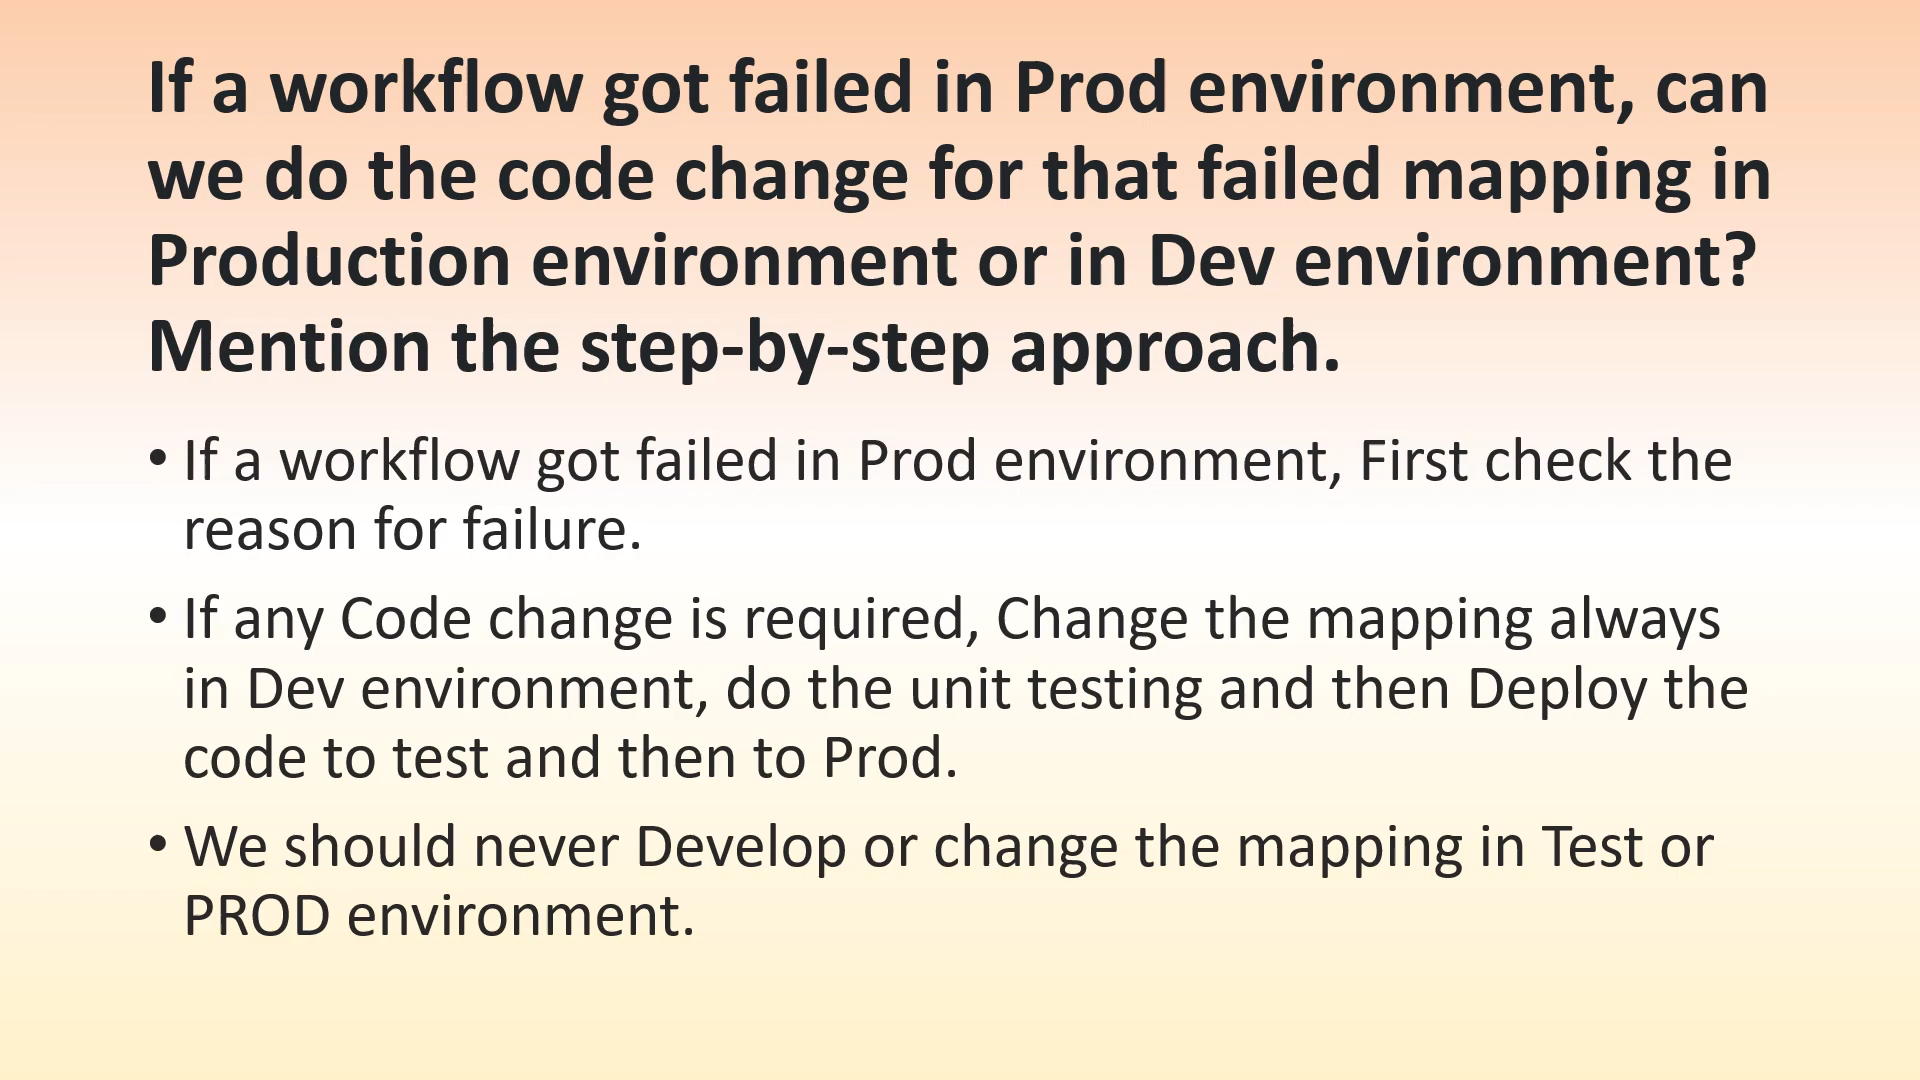 If a workflow got failed in Prod environment, can
we do the code change for that failed mapping in
Production environment or in Dev environment?
Mention the step-by-step approach.
• If a workflow got failed in Prod environment, First check the
reason for failure.
• If any Code change is required, Change the mapping always
in Dev environment, do the unit testing and then Deploy the
code to test and then to Prod.
• We should never Develop or change the mapping in Test or
PROD environment.